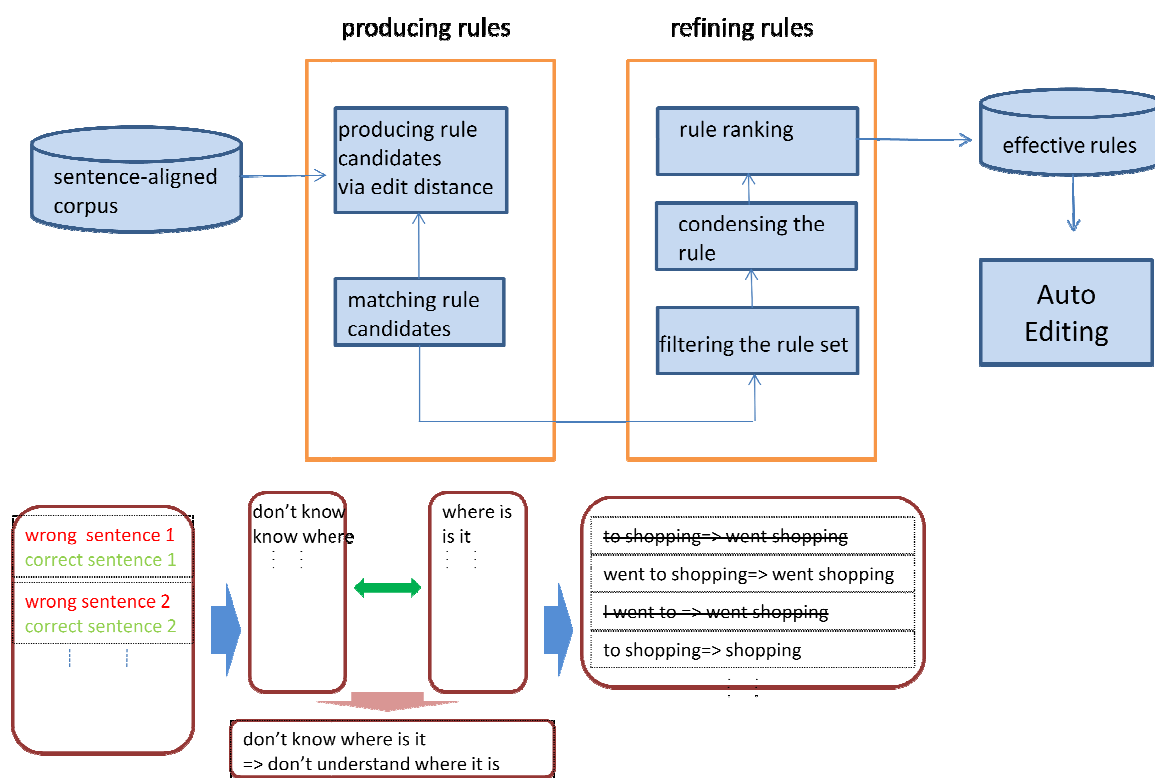 producing rules
refining rules
sentence-aligned
corpus
producing rule
candidates
via edit distance
matching rule
candidates
rule ranking
condensing the
rule
filtering the rule set
effective rules
Auto
Editing
wrong sentence 1
correct sentence 1
wrong sentence 2
correct sentence 2
don't know
know where
where is
is it
to shopping=> went shopping
went to shopping=> went shopping
I went to => went shopping
to shopping=> shopping
don't know where is it
=> don't understand where it is